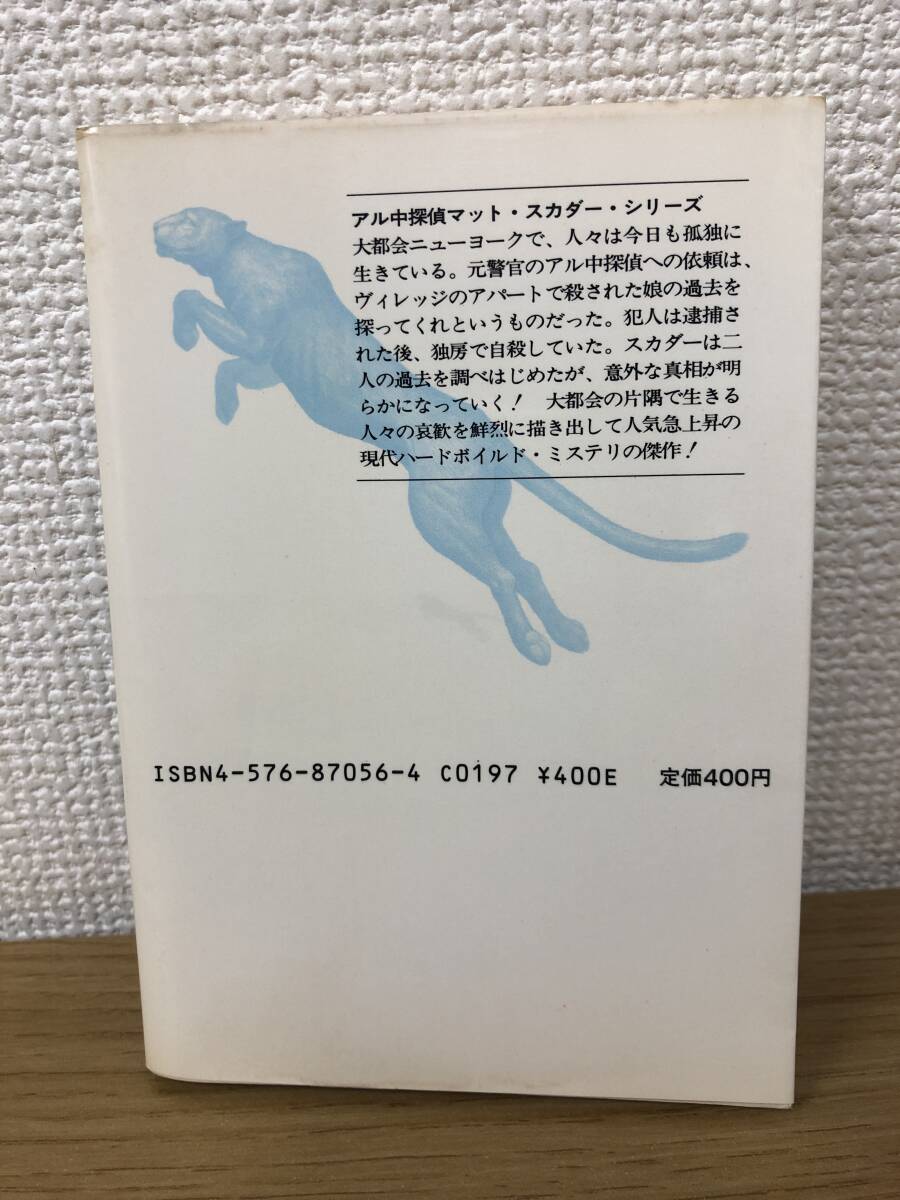 アル中探偵マット・スカダー・シリーズ
大都会ニューヨークで、人々は今日も孤独に
生きている。元警官のアル中探偵への依頼は、
ヴィレッジのアパートで殺された娘の過去を
探ってくれというものだった。犯人は逮捕さ
れた後、独房で自殺していた。スカダーは二
人の過去を調べはじめたが、意外な真相が明
らかになっていく！　大都会の片隅で生きる
人々の哀歓を鮮烈に描き出して人気急上昇の
現代ハードボイルド・ミステリの傑作！
ISBN4-576-87056-4 C0197 ¥400E 定価400円